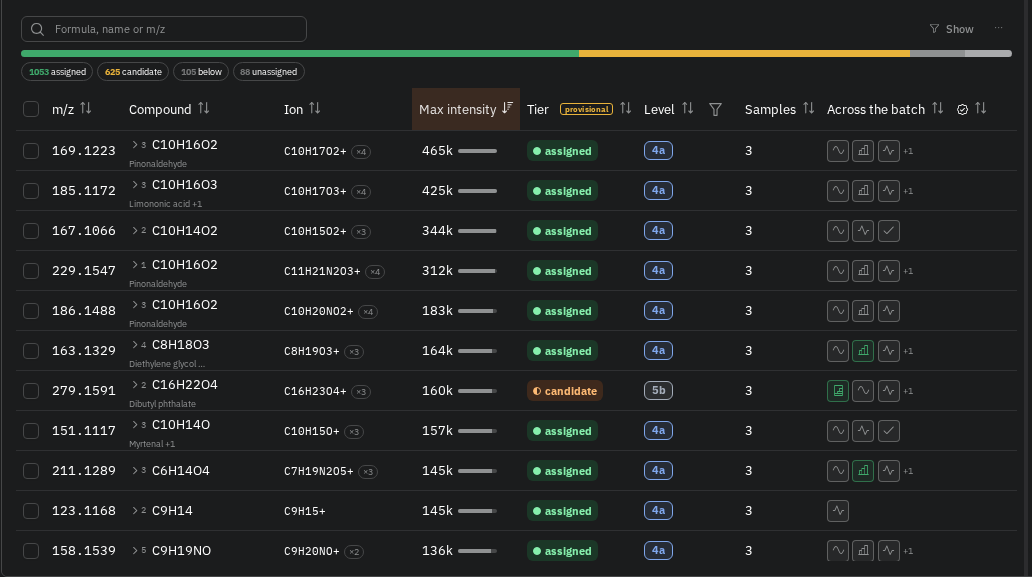 Formula, name or m/z
Show ...
1053 assigned 625 candidate 105 below 88 unassigned
m/z Compound Ion Max intensity Tier provisional Level Samples Across the batch
169.1223 3 C10H16O2 C10H17O2+ ×4 465k assigned 4a 3 +1
Pinonaldehyde
185.1172 3 C10H16O3 C10H17O3+ ×4 425k assigned 4a 3 +1
Limononic acid +1
167.1066 2 C10H14O2 C10H15O2+ ×3 344k assigned 4a 3
229.1547 1 C10H16O2 C11H21N2O3+ ×4 312k assigned 4a 3 +1
Pinonaldehyde
186.1488 3 C10H16O2 C10H20NO2+ ×4 183k assigned 4a 3
Pinonaldehyde
163.1329 4 C8H18O3 C8H19O3+ ×3 164k assigned 4a 3 +1
Diethylene glycol ...
279.1591 2 C16H22O4 C16H23O4+ ×3 160k candidate 5b 3 +1
Dibutyl phthalate
151.1117 3 C10H14O C10H15O+ ×3 157k assigned 4a 3
Myrtenal +1
211.1289 3 C6H14O4 C7H19N2O5+ ×3 145k assigned 4a 3 +1
123.1168 2 C9H14 C9H15+ 145k assigned 4a 3
158.1539 5 C9H19NO C9H20NO+ ×2 136k assigned 4a 3 +1